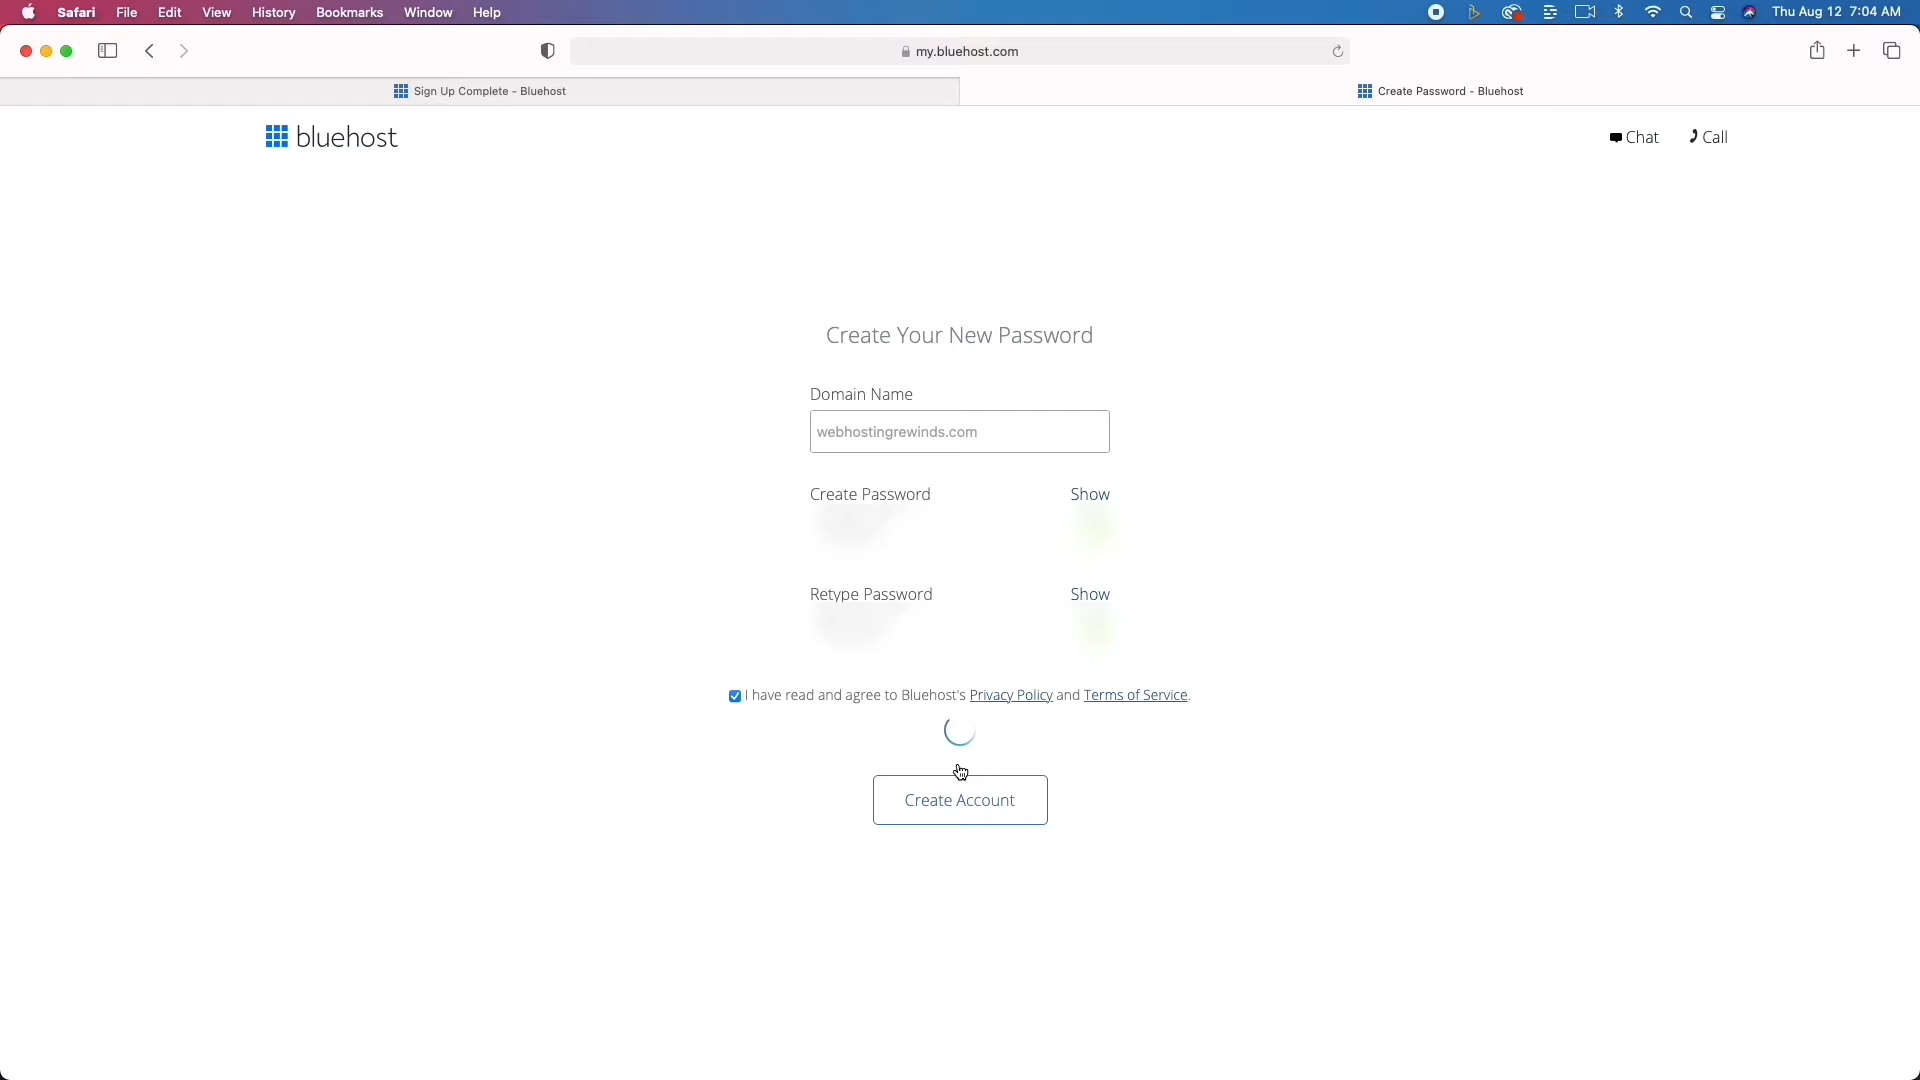 Safari File Edit View History Bookmarks Window Help Thu Aug 12 7:04 AM
my.bluehost.com
Sign Up Complete - Bluehost Create Password - Bluehost
bluehost Chat Call
Create Your New Password
Domain Name
webhostingrewinds.com
Create Password Show
Retype Password Show
I have read and agree to Bluehost's Privacy Policy and Terms of Service.
Create Account